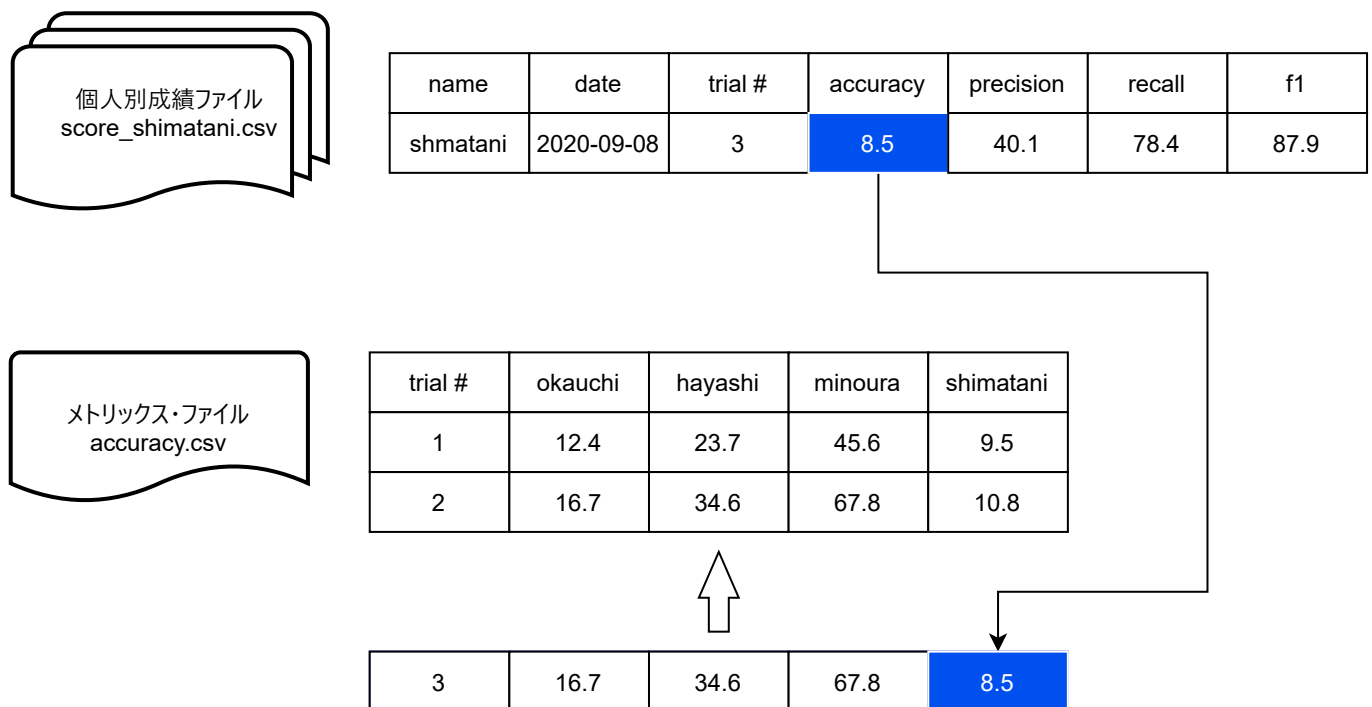 個人別成績ファイル
score_shimatani.csv
name date trial # accuracy precision recall f1
shmatani 2020-09-08 3 8.5 40.1 78.4 87.9
メトリックス・ファイル
accuracy.csv
trial # okauchi hayashi minoura shimatani
1 12.4 23.7 45.6 9.5
2 16.7 34.6 67.8 10.8
3 16.7 34.6 67.8 8.5